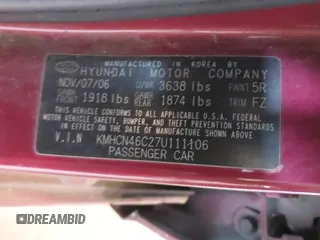 MANUFACTURED IN KOREA BY
HYUNDAI MOTOR COMPANY
NOV/07/06 G/VWR 3638 lbs PAINT 5R
GAWR FRONT 1918 lbs GAWR REAR 1874 lbs TRIM FZ
THIS VEHICLE CONFORMS TO ALL APPLICABLE U.S.A. FEDERAL
MOTOR VEHICLE SAFETY, BUMPER, AND THEFT PREVENTION
STANDARDS IN EFFECT ON THE DATE OF MANUFACTURE SHOWN ABOVE.
V.I.N KMHCN46C27U111106
PASSENGER CAR
DREAMBID